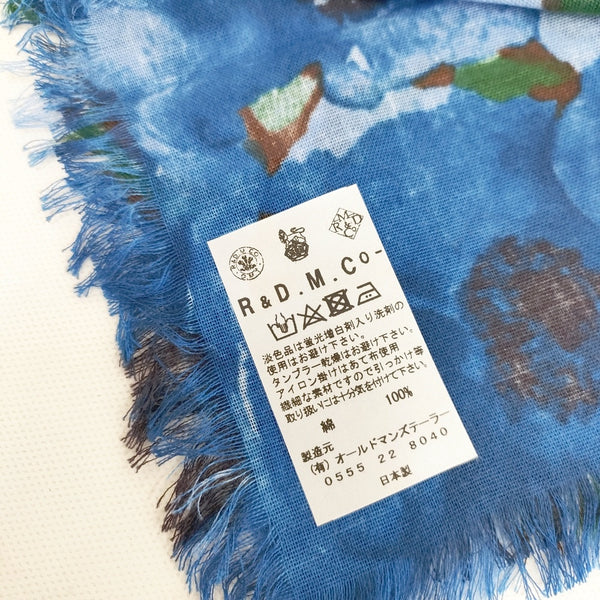 R&D.M.Co-
淡色品は蛍光増白剤入り洗剤の
使用はお避け下さい。
タンブラー乾燥はお避け下さい。
アイロン掛けはあて布使用
繊細な素材ですので引っかけ等
取り扱いには十分気を付けて下さい。
綿 100%
製造元
(有)オールドマンズテーラー
0555 22 8040
日本製